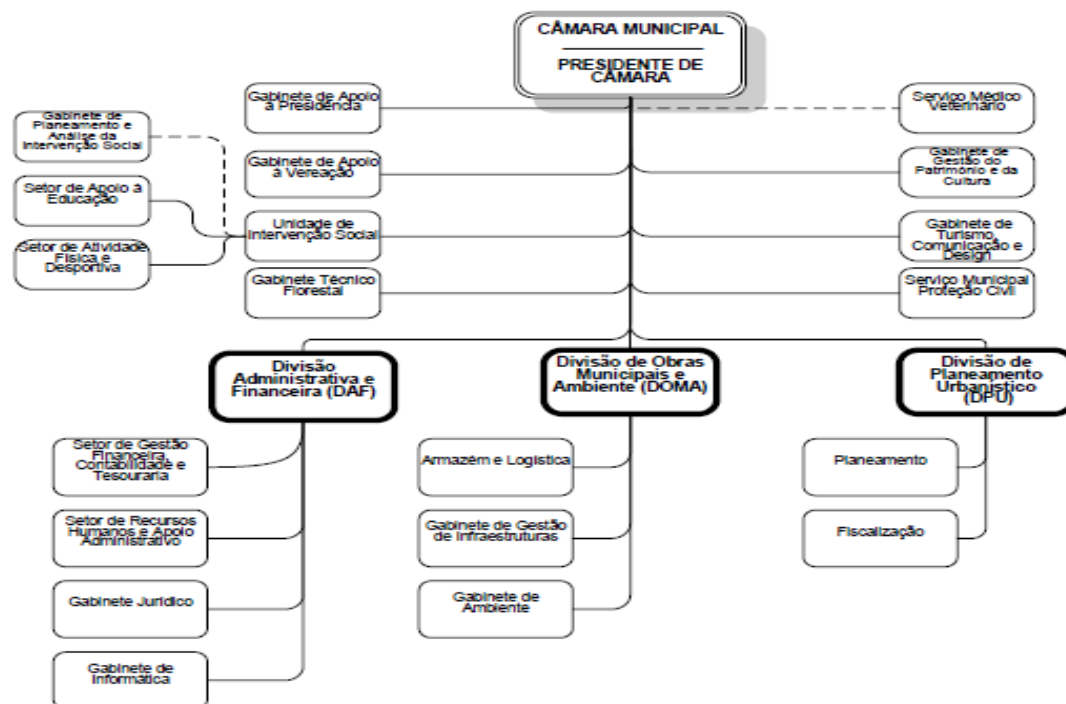 CÂMARA MUNICIPAL
PRESIDENTE DE
CÂMARA
Gabinete de Apoio
à Presidência
Serviço Médico
Veterinário
Gabinete de
Planeamento e
Análise da
Intervenção Social
Gabinete de Apoio
à Vereação
Gabinete de
Gestão do
Património e da
Cultura
Setor de Apoio à
Educação
Unidade de
Intervenção Social
Gabinete de
Turismo,
Comunicação e
Design
Setor de Atividade
Física e
Desportiva
Gabinete Técnico
Florestal
Serviço Municipal
Proteção Civil
Divisão
Administrativa e
Financeira (DAF)
Divisão de Obras
Municipais e
Ambiente (DOMA)
Divisão de
Planeamento
Urbanístico
(DPU)
Setor de Gestão
Financeira,
Contabilidade e
Tesouraria
Armazém e Logística
Planeamento
Setor de Recursos
Humanos e Apoio
Administrativo
Gabinete de Gestão
de Infraestruturas
Fiscalização
Gabinete Jurídico
Gabinete de
Ambiente
Gabinete de
Informática